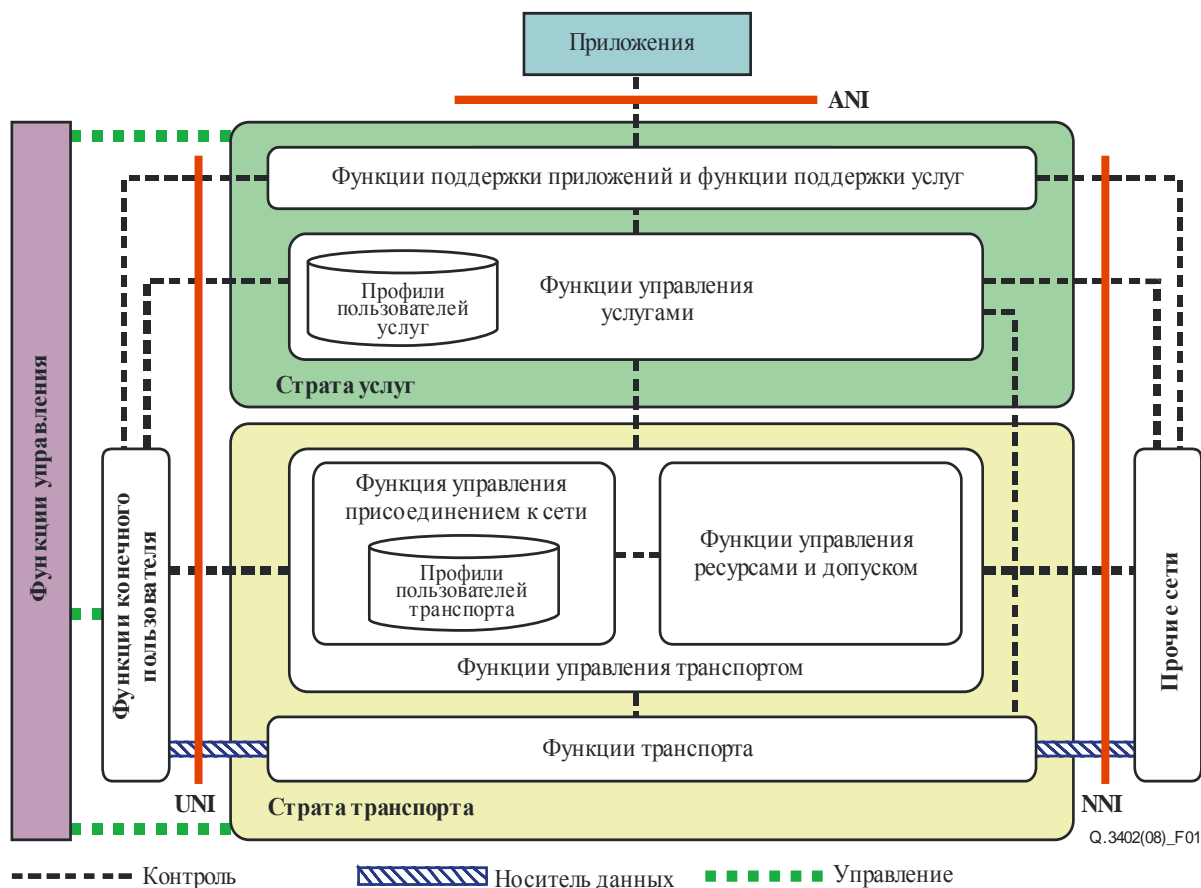 Приложения
ANI
Функции поддержки приложений и функции поддержки услуг
Профили
пользователей
услуг
Функции управления
услугами
Страта услуг
Функции управления
Функции конечного
пользователя
Функция управления
присоединением к сети
Профили
пользователей
транспорта
Функции управления
ресурсами и допуском
Функции управления транспортом
Прочие сети
Функции транспорта
UNI
Страта транспорта
NNI
Q.3402(08)_F01
Контроль
Носитель данных
Управление